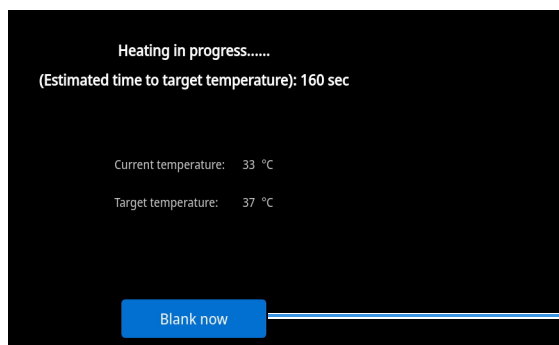 Heating in progress......
(Estimated time to target temperature): 160 sec
Current temperature: 33 °C
Target temperature: 37 °C
Blank now